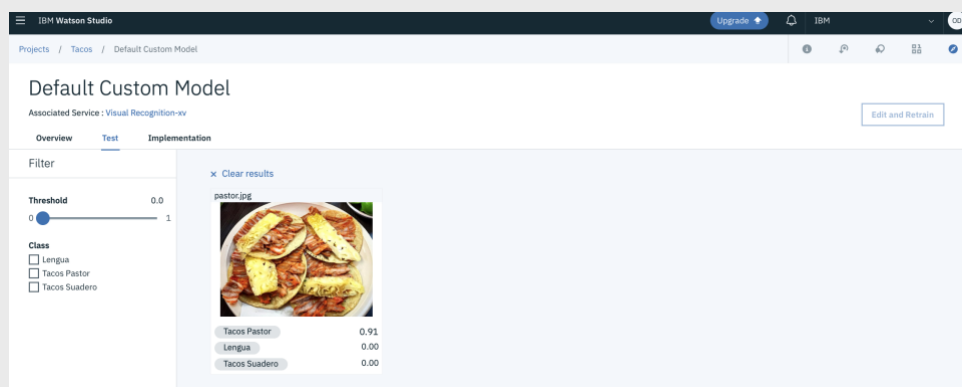 IBM Watson Studio Upgrade IBM OD
Projects / Tacos / Default Custom Model
Default Custom Model
Associated Service : Visual Recognition-xv
Edit and Retrain
Overview Test Implementation
Filter
Threshold 0.0
0 1
Class
Lengua
Tacos Pastor
Tacos Suadero
× Clear results
pastor.jpg
Tacos Pastor 0.91
Lengua 0.00
Tacos Suadero 0.00